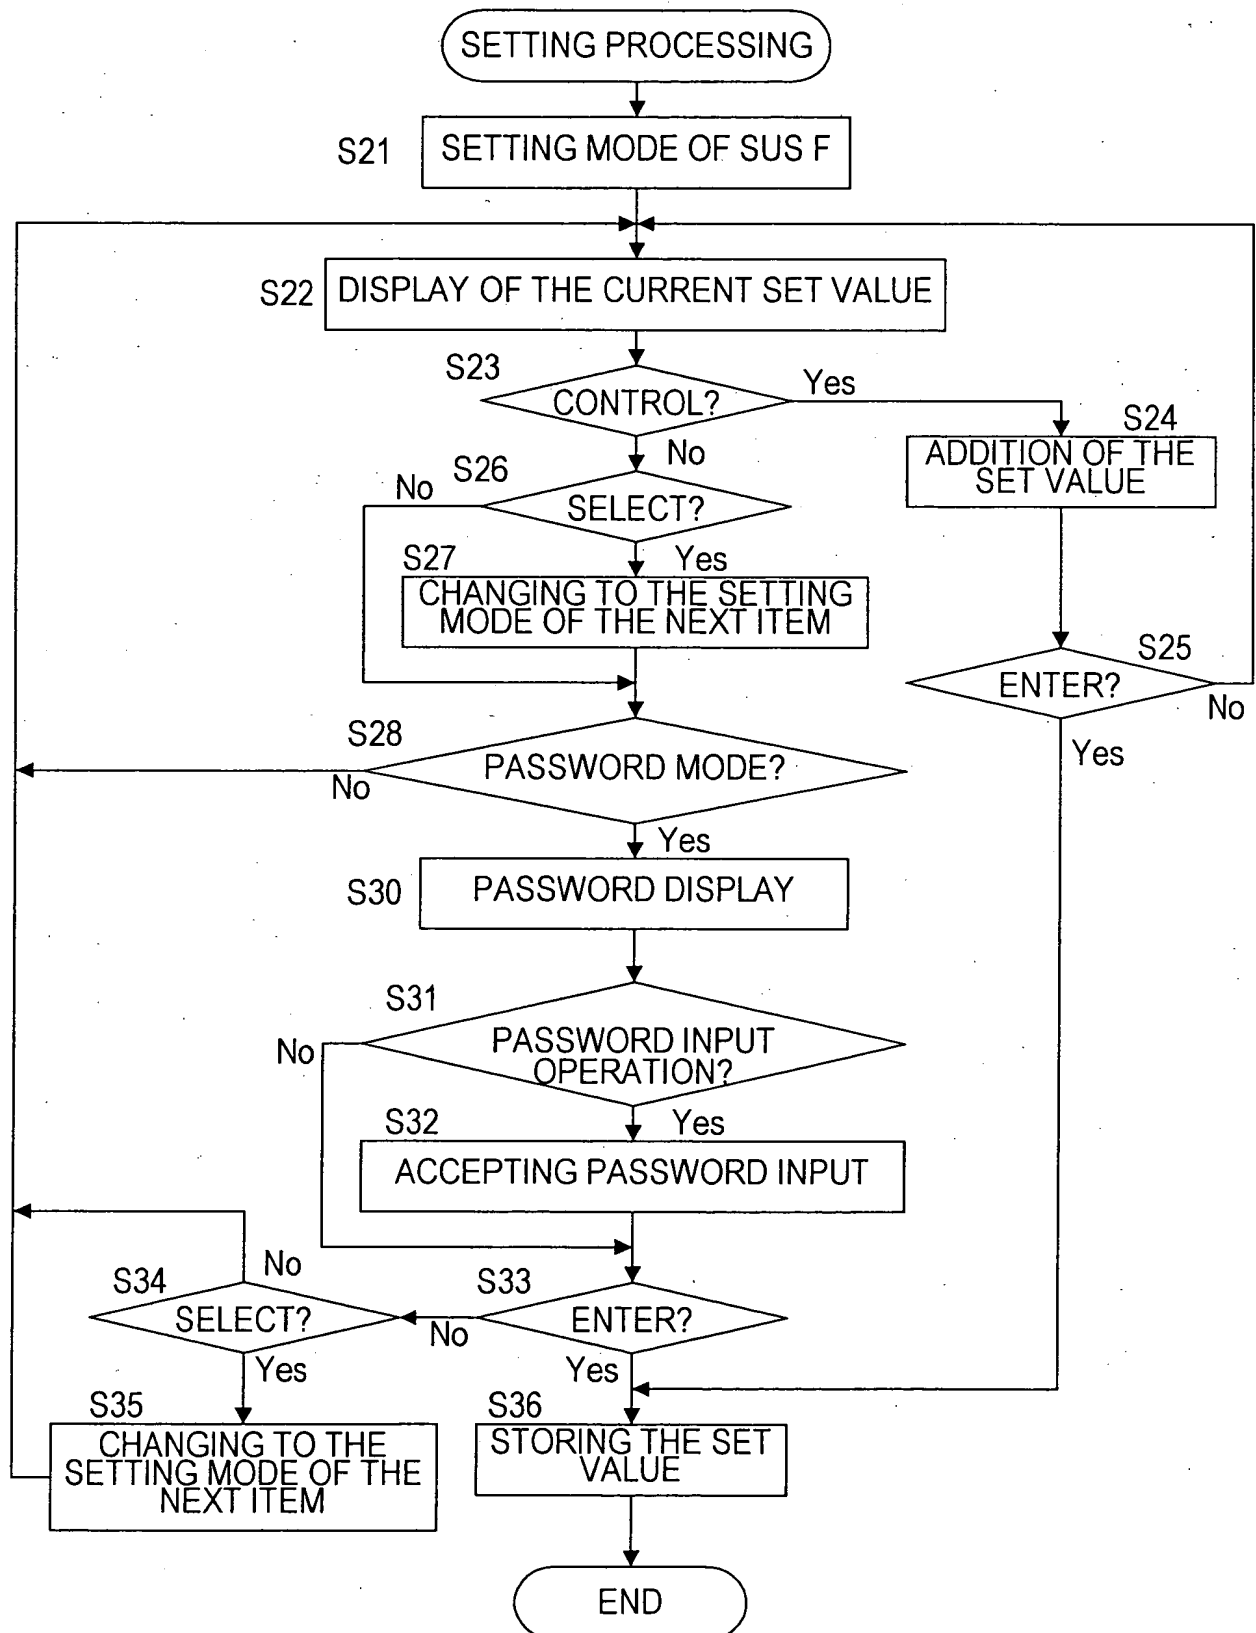 SETTING PROCESSING
S21
SETTING MODE OF SUS F
S22
DISPLAY OF THE CURRENT SET VALUE
S23
CONTROL?
Yes
No
S24
ADDITION OF THE
SET VALUE
S26
No
SELECT?
Yes
S27
CHANGING TO THE SETTING
MODE OF THE NEXT ITEM
S25
ENTER?
No
Yes
S28
PASSWORD MODE?
No
Yes
S30
PASSWORD DISPLAY
S31
PASSWORD INPUT
OPERATION?
No
Yes
S32
ACCEPTING PASSWORD INPUT
S33
ENTER?
No
Yes
S34
No
SELECT?
Yes
S35
CHANGING TO THE
SETTING MODE OF THE
NEXT ITEM
S36
STORING THE SET
VALUE
END